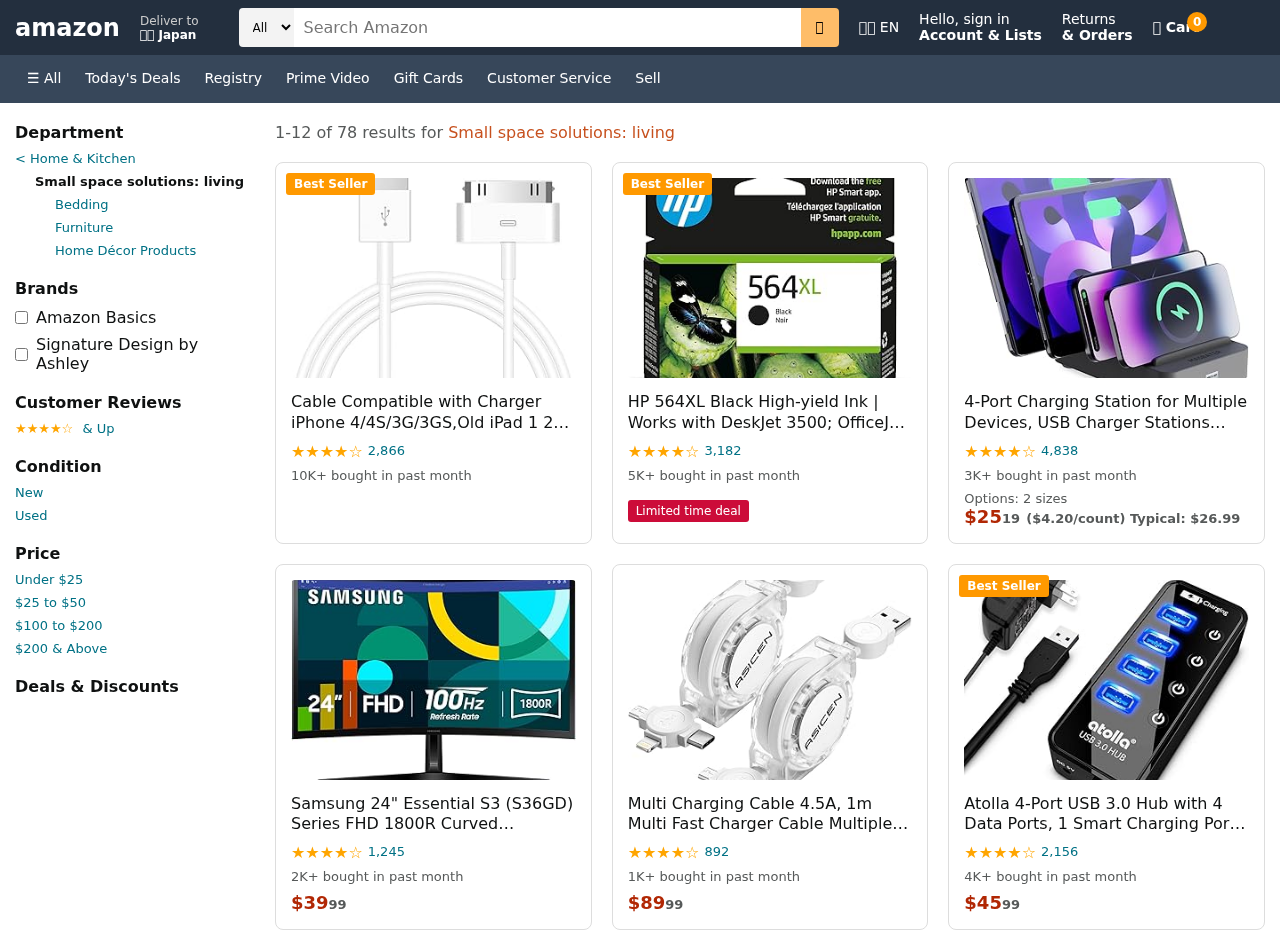 amazon
Deliver to
Japan
All
Search Amazon
EN
Hello, sign in
Account & Lists
Returns
& Orders
0
☰ All
Today's Deals
Registry
Prime Video
Gift Cards
Customer Service
Sell
Department
< Home & Kitchen
Small space solutions: living
Bedding
Furniture
Home Décor Products
Brands
Amazon Basics
Signature Design by
Ashley
Customer Reviews
★★★★☆ & Up
Condition
New
Used
Price
Under $25
$25 to $50
$100 to $200
$200 & Above
Deals & Discounts
1-12 of 78 results for Small space solutions: living
Best Seller
Cable Compatible with Charger
iPhone 4/4S/3G/3GS,Old iPad 1 2...
★★★★☆ 2,866
10K+ bought in past month
Best Seller
Download the free
HP Smart app.
Téléchargez l'application
HP Smart gratuite.
hpapp.com
hp
564XL
Black
Noir
HP 564XL Black High-yield Ink |
Works with DeskJet 3500; OfficeJ...
★★★★☆ 3,182
5K+ bought in past month
Limited time deal
4-Port Charging Station for Multiple
Devices, USB Charger Stations...
★★★★☆ 4,838
3K+ bought in past month
Options: 2 sizes
$25 19 ($4.20/count) Typical: $26.99
SAMSUNG
24" FHD 100Hz 1800R
Refresh Rate
Samsung 24" Essential S3 (S36GD)
Series FHD 1800R Curved...
★★★★☆ 1,245
2K+ bought in past month
$39 99
ASICEN
ASICEN
Multi Charging Cable 4.5A, 1m
Multi Fast Charger Cable Multiple...
★★★★☆ 892
1K+ bought in past month
$89 99
Best Seller
Charging
atolla
USB 3.0 HUB
Atolla 4-Port USB 3.0 Hub with 4
Data Ports, 1 Smart Charging Por...
★★★★☆ 2,156
4K+ bought in past month
$45 99